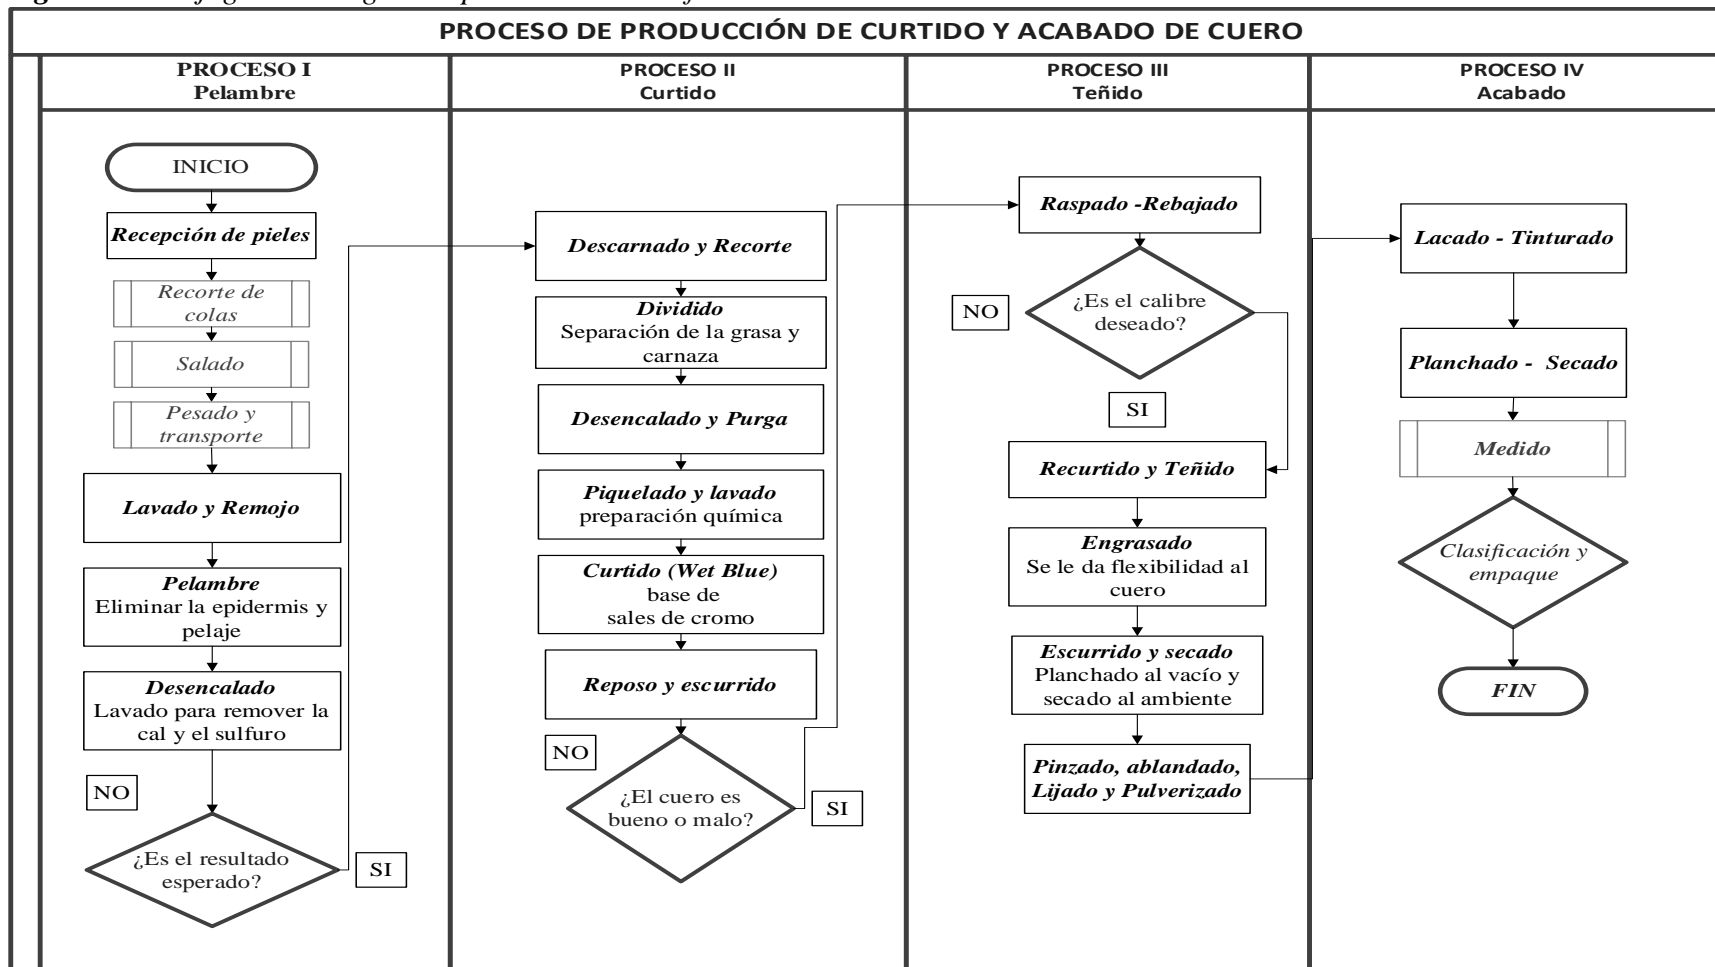 PROCESO DE PRODUCCIÓN DE CURTIDO Y ACABADO DE CUERO
PROCESO I
Pelambre
INICIO
Recepción de pieles
Recorte de
colas
Salado
Pesado y
transporte
Lavado y Remojo
Pelambre
Eliminar la epidermis y
pelaje
Desencalado
Lavado para remover la
cal y el sulfuro
NO
¿Es el resultado
esperado?
SI
PROCESO II
Curtido
Descarnado y Recorte
Dividido
Separación de la grasa y
carnaza
Desencalado y Purga
Piquelado y lavado
preparación química
Curtido (Wet Blue)
base de
sales de cromo
Reposo y escurrido
NO
¿El cuero es
bueno o malo?
SI
PROCESO III
Teñido
Raspado -Rebajado
NO
¿Es el calibre
deseado?
SI
Recurtido y Teñido
Engrasado
Se le da flexibilidad al
cuero
Escurrido y secado
Planchado al vacío y
secado al ambiente
Pinzado, ablandado,
Lijado y Pulverizado
PROCESO IV
Acabado
Lacado - Tinturado
Planchado - Secado
Medido
Clasificación y
empaque
FIN